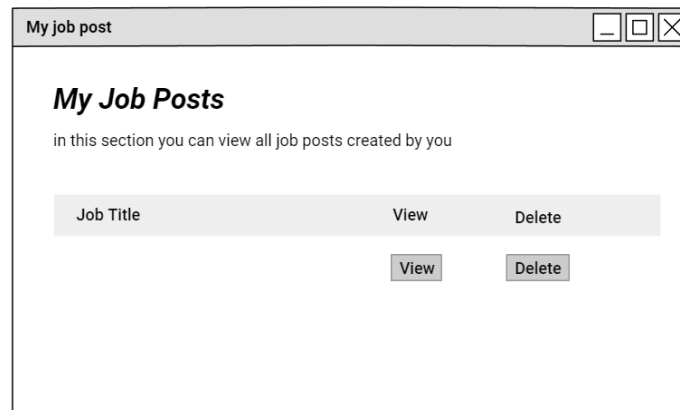 My job post
My Job Posts
in this section you can view all job posts created by you
Job Title View Delete
View Delete